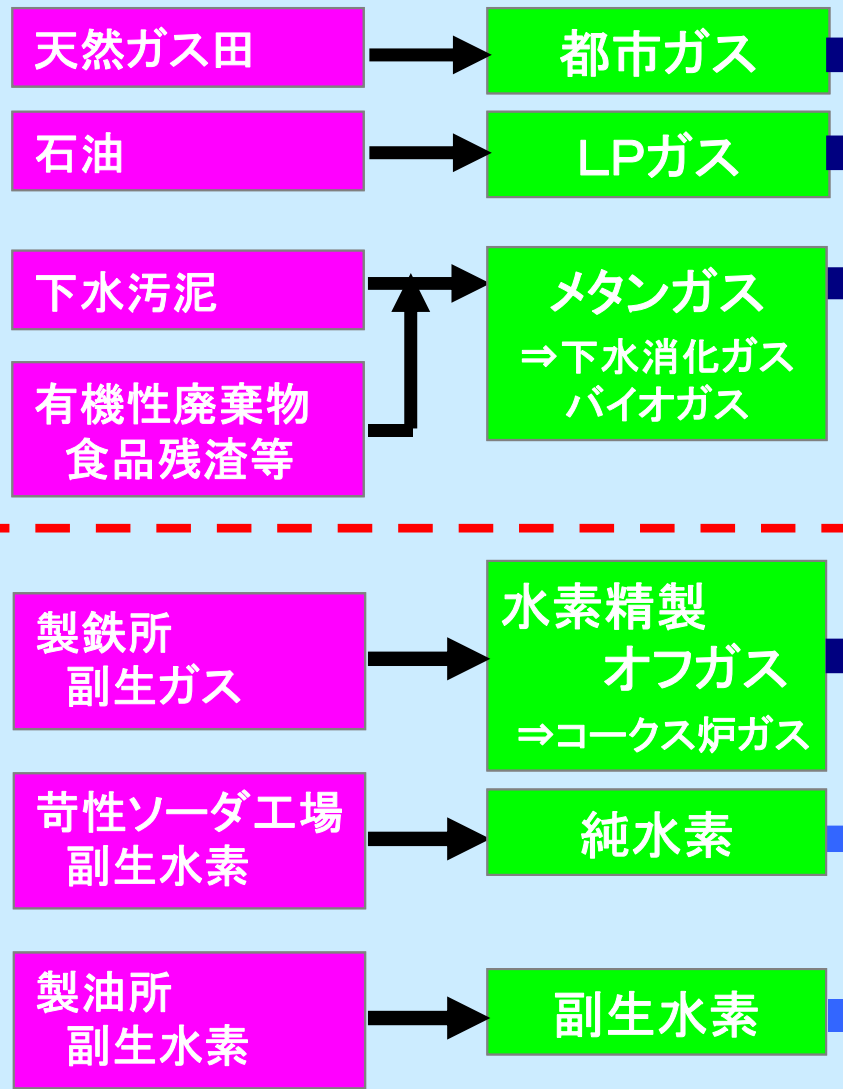 天然ガス田
都市ガス
石油
LPガス
下水汚泥
メタンガス
⇒下水消化ガス
バイオガス
有機性廃棄物
食品残渣等
製鉄所
副生ガス
水素精製
オフガス
⇒コークス炉ガス
苛性ソーダ工場
副生水素
純水素
製油所
副生水素
副生水素